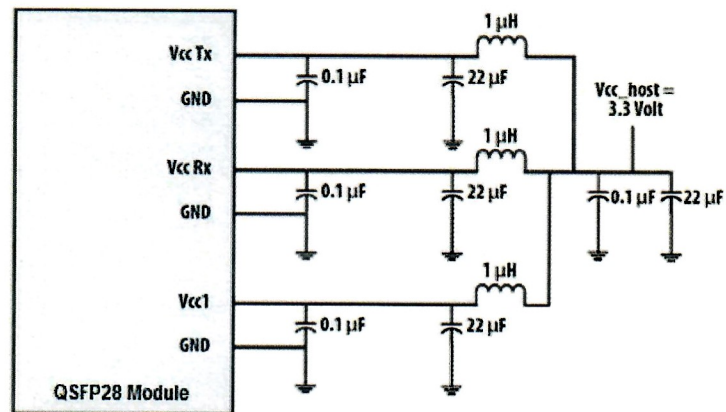 1 µH
Vcc Tx
0.1 µF
22 µF
GND
Vcc_host =
3.3 Volt
1 µH
Vcc Rx
0.1 µF
22 µF
0.1 µF
22 µF
GND
1 µH
Vcc1
0.1 µF
22 µF
GND
QSFP28 Module